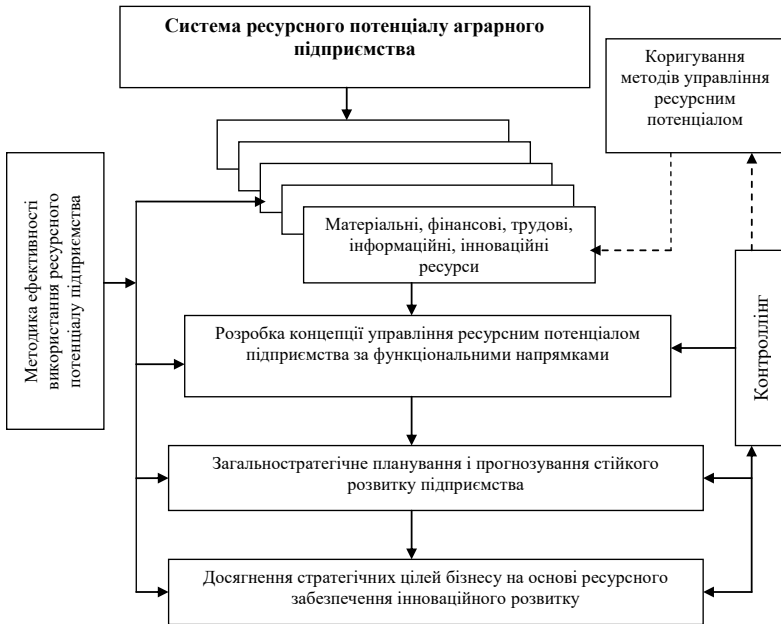 Система ресурсного потенціалу аграрного
підприємства
Коригування
методів управління
ресурсним
потенціалом
Методика ефективності
використання ресурсного
потенціалу підприємства
Матеріальні, фінансові, трудові,
інформаційні, інноваційні
ресурси
Контроллінг
Розробка концепції управління ресурсним потенціалом
підприємства за функціональними напрямками
Загальностратегічне планування і прогнозування стійкого
розвитку підприємства
Досягнення стратегічних цілей бізнесу на основі ресурсного
забезпечення інноваційного розвитку